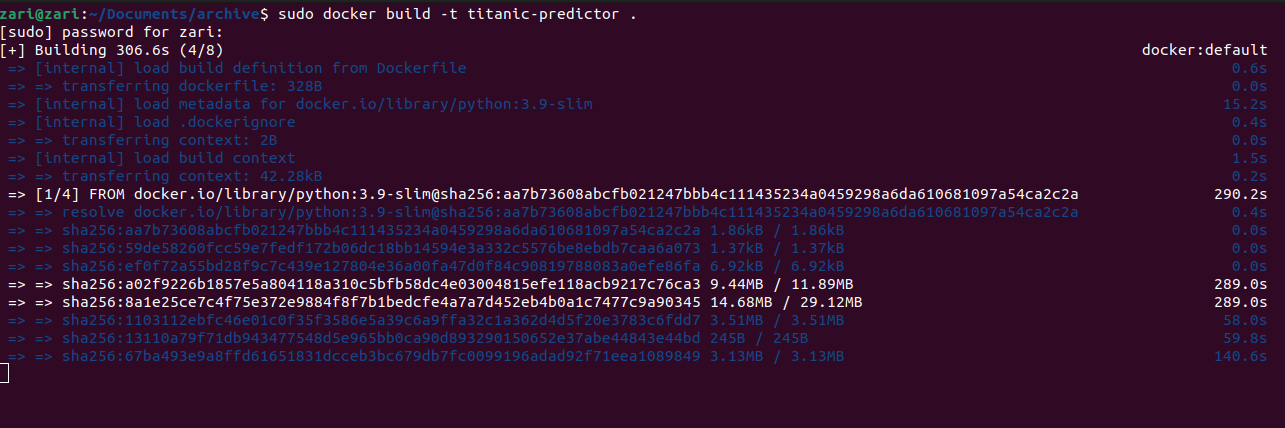 zari@zari:~/Documents/archive$ sudo docker build -t titanic-predictor .
[sudo] password for zari:
[+] Building 306.6s (4/8) docker:default
=> [internal] load build definition from Dockerfile 0.6s
=> => transferring dockerfile: 328B 0.0s
=> [internal] load metadata for docker.io/library/python:3.9-slim 15.2s
=> [internal] load .dockerignore 0.4s
=> => transferring context: 2B 0.0s
=> [internal] load build context 1.5s
=> => transferring context: 42.28kB 0.2s
=> [1/4] FROM docker.io/library/python:3.9-slim@sha256:aa7b73608abcfb021247bbb4c111435234a0459298a6da610681097a54ca2c2a 290.2s
=> => resolve docker.io/library/python:3.9-slim@sha256:aa7b73608abcfb021247bbb4c111435234a0459298a6da610681097a54ca2c2a 0.4s
=> => sha256:aa7b73608abcfb021247bbb4c111435234a0459298a6da610681097a54ca2c2a 1.86kB / 1.86kB 0.0s
=> => sha256:59de58260fcc59e7fedf172b06dc18bb14594e3a332c5576be8ebdb7caa6a073 1.37kB / 1.37kB 0.0s
=> => sha256:ef0f72a55bd28f9c7c439e127804e36a00fa47d0f84c90819788083a0efe86fa 6.92kB / 6.92kB 0.0s
=> => sha256:a02f9226b1857e5a804118a310c5bfb58dc4e03004815efe118acb9217c76ca3 9.44MB / 11.89MB 289.0s
=> => sha256:8a1e25ce7c4f75e372e9884f8f7b1bedcfe4a7a7d452eb4b0a1c7477c9a90345 14.68MB / 29.12MB 289.0s
=> => sha256:1103112ebfc46e01c0f35f3586e5a39c6a9ffa32c1a362d4d5f20e3783c6fdd7 3.51MB / 3.51MB 58.0s
=> => sha256:13110a79f71db943477548d5e965bb0ca90d893290150652e37abe44843e44bd 245B / 245B 59.8s
=> => sha256:67ba493e9a8ffd61651831dcceb3bc679db7fc0099196adad92f71eea1089849 3.13MB / 3.13MB 140.6s